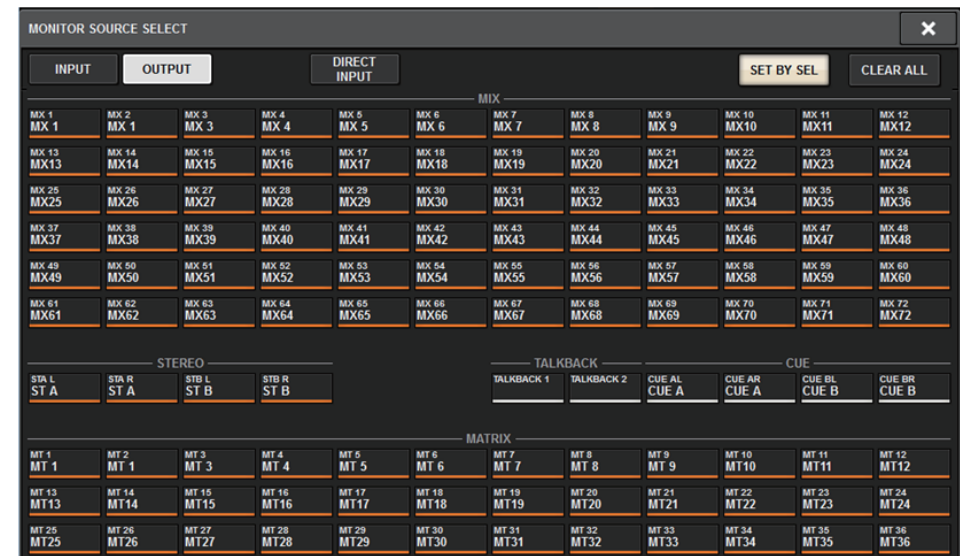 MONITOR SOURCE SELECT ×
INPUT OUTPUT DIRECT INPUT SET BY SEL CLEAR ALL
MIX
MX 1 MX 2 MX 3 MX 4 MX 5 MX 6 MX 7 MX 8 MX 9 MX 10 MX 11 MX 12
MX 1 MX 1 MX 3 MX 4 MX 5 MX 6 MX 7 MX 8 MX 9 MX10 MX11 MX12
MX 13 MX 14 MX 15 MX 16 MX 17 MX 18 MX 19 MX 20 MX 21 MX 22 MX 23 MX 24
MX13 MX14 MX15 MX16 MX17 MX18 MX19 MX20 MX21 MX22 MX23 MX24
MX 25 MX 26 MX 27 MX 28 MX 29 MX 30 MX 31 MX 32 MX 33 MX 34 MX 35 MX 36
MX25 MX26 MX27 MX28 MX29 MX30 MX31 MX32 MX33 MX34 MX35 MX36
MX 37 MX 38 MX 39 MX 40 MX 41 MX 42 MX 43 MX 44 MX 45 MX 46 MX 47 MX 48
MX37 MX38 MX39 MX40 MX41 MX42 MX43 MX44 MX45 MX46 MX47 MX48
MX 49 MX 50 MX 51 MX 52 MX 53 MX 54 MX 55 MX 56 MX 57 MX 58 MX 59 MX 60
MX49 MX50 MX51 MX52 MX53 MX54 MX55 MX56 MX57 MX58 MX59 MX60
MX 61 MX 62 MX 63 MX 64 MX 65 MX 66 MX 67 MX 68 MX 69 MX 70 MX 71 MX 72
MX61 MX62 MX63 MX64 MX65 MX66 MX67 MX68 MX69 MX70 MX71 MX72
STEREO TALKBACK CUE
STA L STA R STB L STB R TALKBACK 1 TALKBACK 2 CUE AL CUE AR CUE BL CUE BR
ST A ST A ST B ST B CUE A CUE A CUE B CUE B
MATRIX
MT 1 MT 2 MT 3 MT 4 MT 5 MT 6 MT 7 MT 8 MT 9 MT 10 MT 11 MT 12
MT 1 MT 1 MT 3 MT 4 MT 5 MT 6 MT 7 MT 8 MT 9 MT10 MT11 MT12
MT 13 MT 14 MT 15 MT 16 MT 17 MT 18 MT 19 MT 20 MT 21 MT 22 MT 23 MT 24
MT13 MT14 MT15 MT16 MT17 MT18 MT19 MT20 MT21 MT22 MT23 MT24
MT 25 MT 26 MT 27 MT 28 MT 29 MT 30 MT 31 MT 32 MT 33 MT 34 MT 35 MT 36
MT25 MT26 MT27 MT28 MT29 MT30 MT31 MT32 MT33 MT34 MT35 MT36